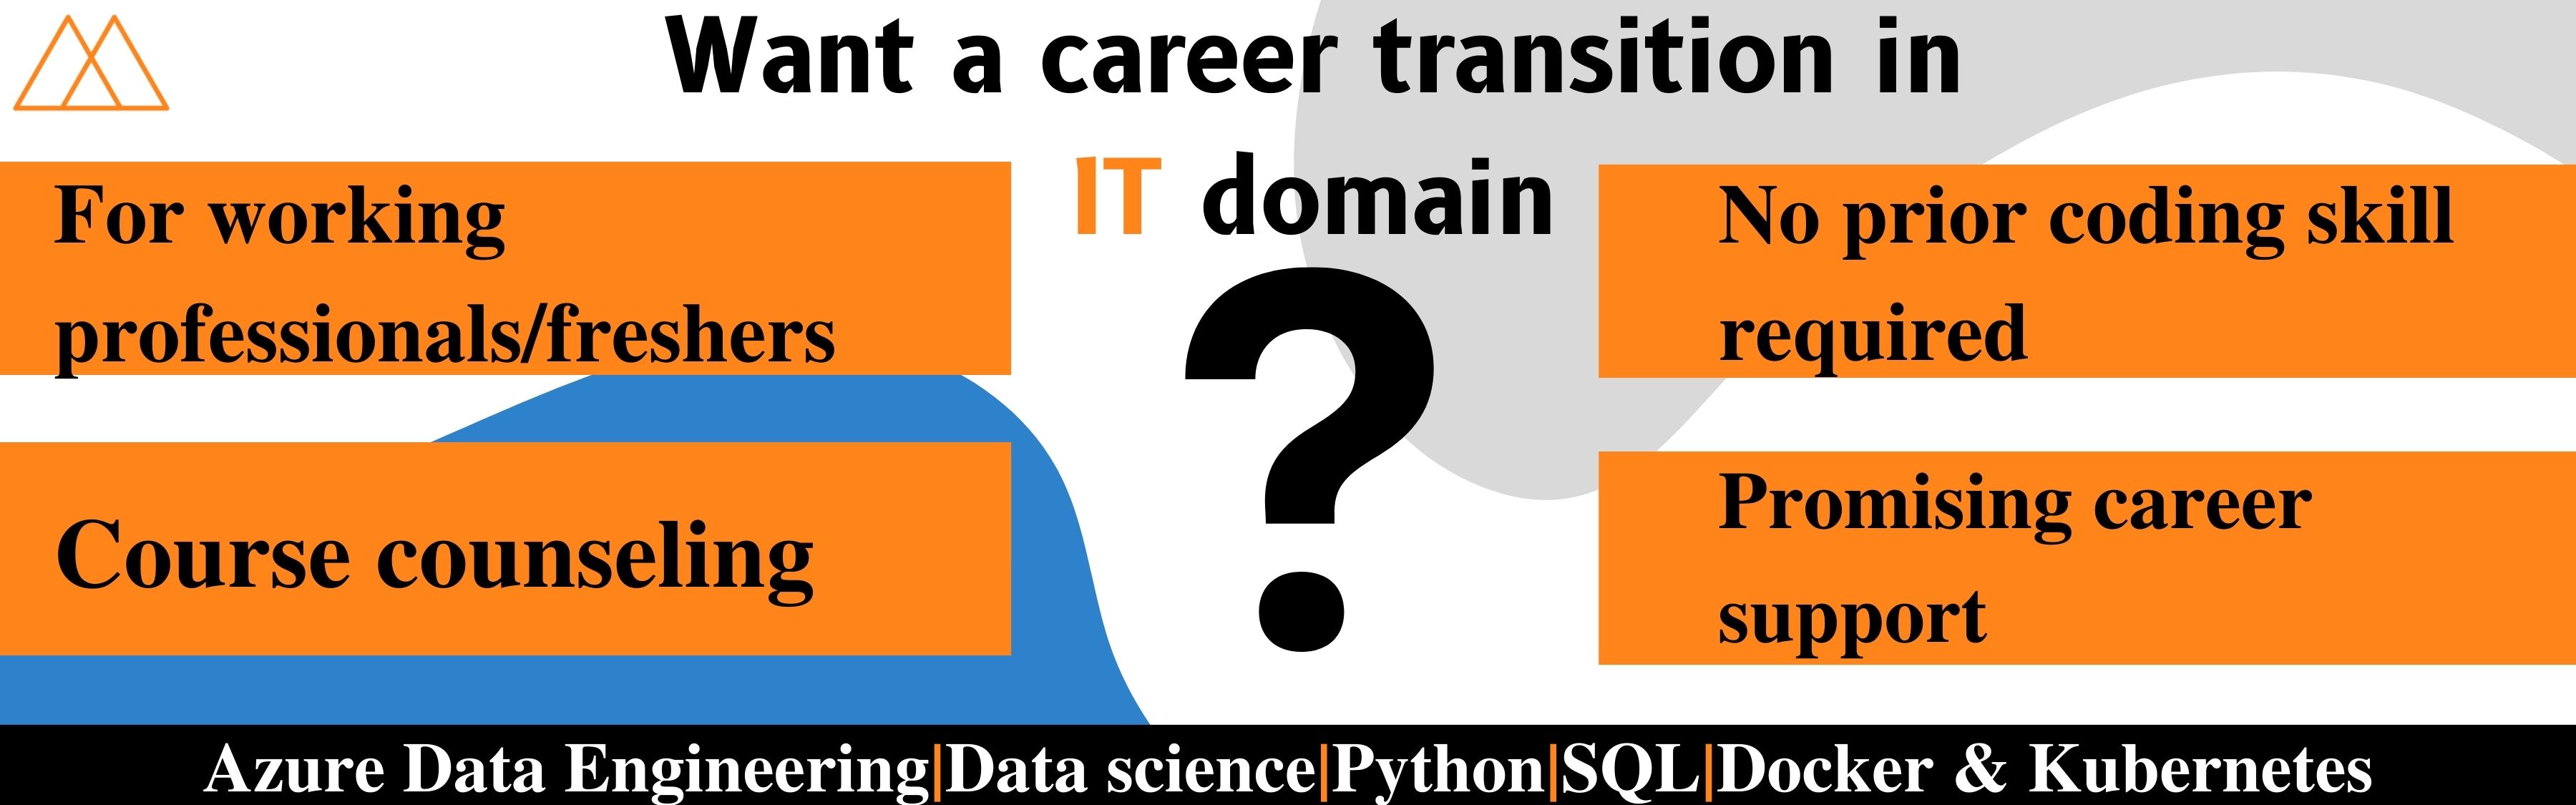 Want a career transition in
IT domain
?
For working
professionals/freshers
Course counseling
No prior coding skill
required
Promising career
support
Azure Data Engineering|Data science|Python|SQL|Docker & Kubernetes